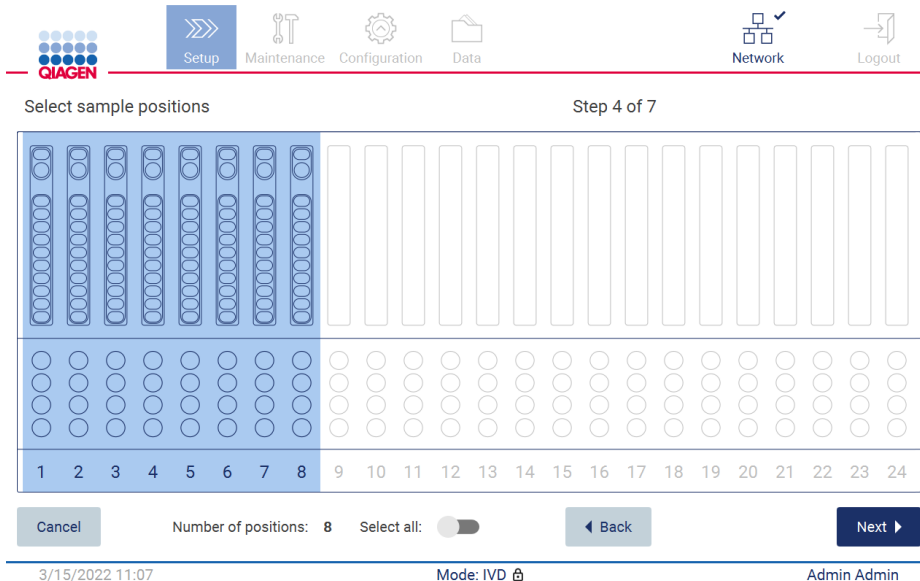 QIAGEN
Setup
Maintenance
Configuration
Data
Network
Logout
Select sample positions
Step 4 of 7
1 2 3 4 5 6 7 8 9 10 11 12 13 14 15 16 17 18 19 20 21 22 23 24
Cancel
Number of positions: 8
Select all:
Back
Next
3/15/2022 11:07
Mode: IVD
Admin Admin